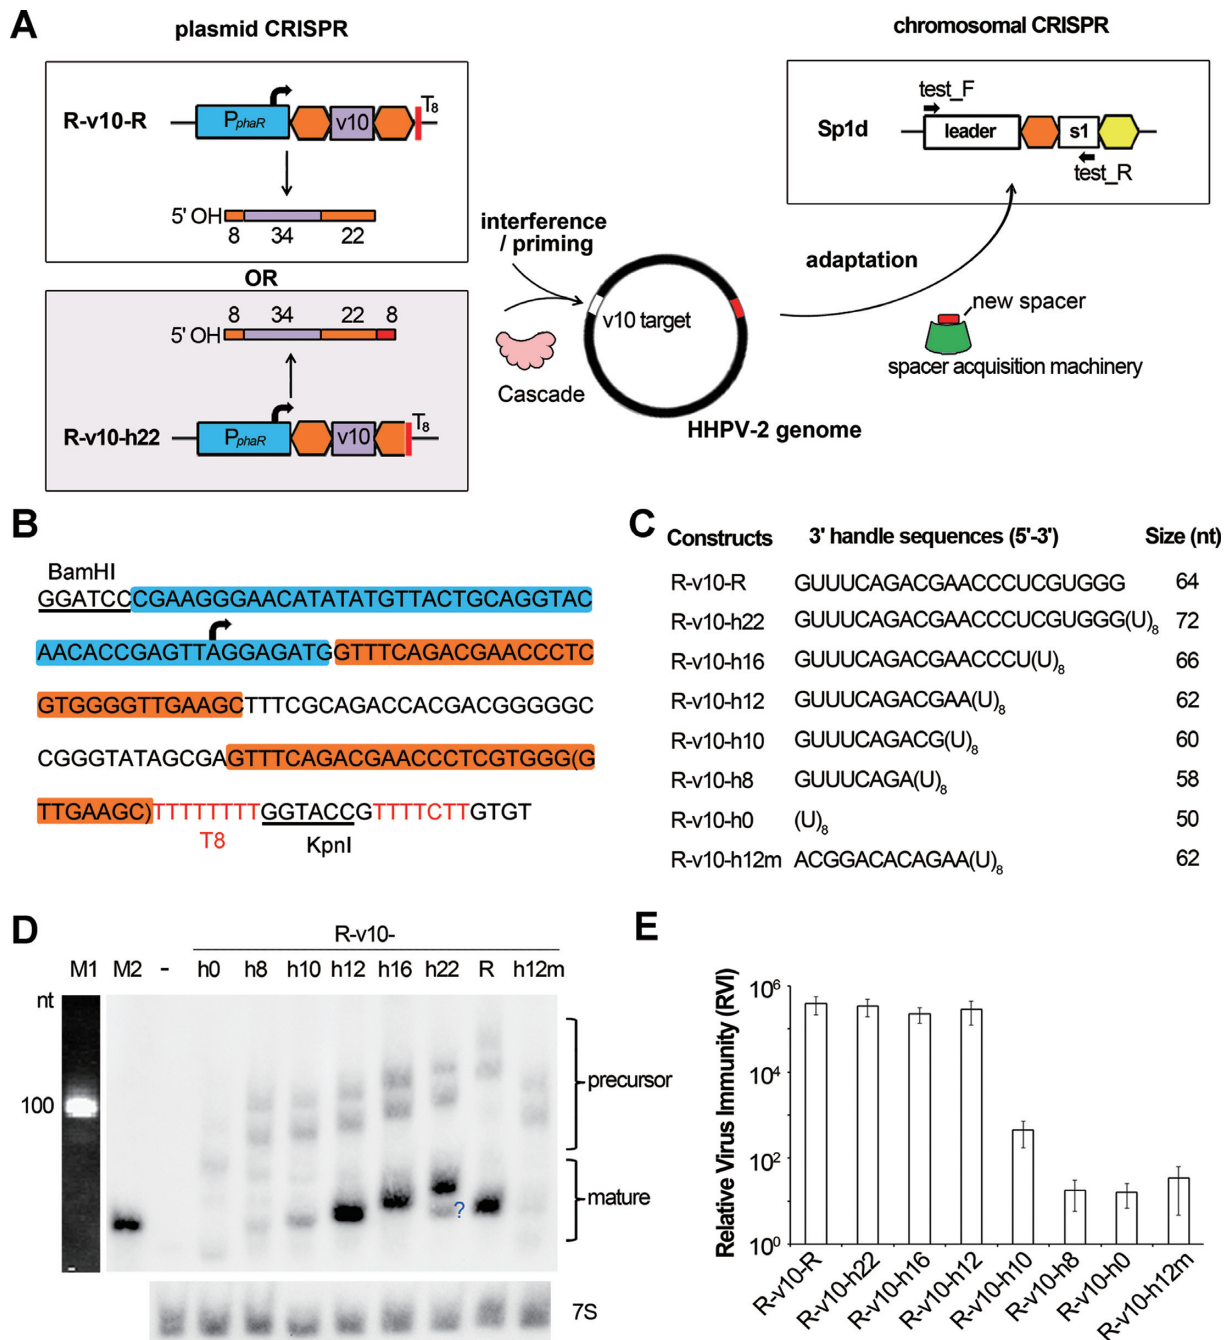 A
plasmid CRISPR
chromosomal CRISPR
R-v10-R
PphaR
v10
T8
5' OH
8
34
22
OR
8
34
22
8
5' OH
R-v10-h22
PphaR
v10
T8
interference
/ priming
Cascade
v10 target
HHPV-2 genome
adaptation
new spacer
spacer acquisition machinery
test_F
Sp1d
leader
s1
test_R
B
BamHI
GGATCCCGAAGGGAACATATATGTTACTGCAGGTAC
AACACCGAGTTAGGAGATGGTTTCAGACGAACCCTC
GTGGGGTTGAAGCTTTCGCAGACCACGACGGGGGC
CGGGTATAGCGAGTTTCAGACGAACCCTCGTGGG(G
TTGAAGC)TTTTTTTTGGTACCGTTTTCTTGTGT
T8
KpnI
C
Constructs 3' handle sequences (5'-3') Size (nt)
R-v10-R GUUUCAGACGAACCCUCGUGGG 64
R-v10-h22 GUUUCAGACGAACCCUCGUGGG(U)8 72
R-v10-h16 GUUUCAGACGAACCCU(U)8 66
R-v10-h12 GUUUCAGACGAA(U)8 62
R-v10-h10 GUUUCAGACG(U)8 60
R-v10-h8 GUUUCAGA(U)8 58
R-v10-h0 (U)8 50
R-v10-h12m ACGGACACAGAA(U)8 62
D
R-v10-
M1 M2 - h0 h8 h10 h12 h16 h22 R h12m
nt
100
precursor
mature
?
7S
E
Relative Virus Immunity (RVI)
10^6
10^4
10^2
10^0
R-v10-R
R-v10-h22
R-v10-h16
R-v10-h12
R-v10-h10
R-v10-h8
R-v10-h0
R-v10-h12m